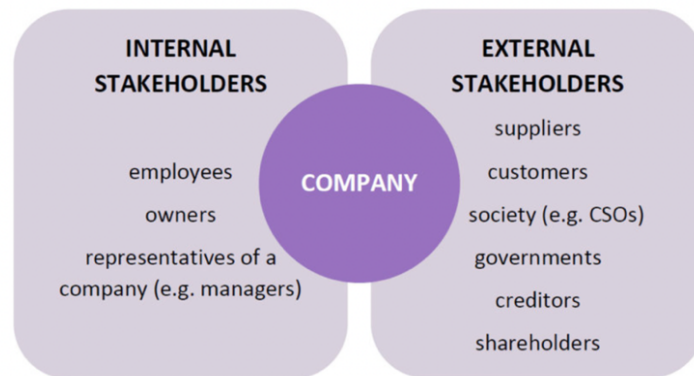 INTERNAL
STAKEHOLDERS
employees
owners
representatives of a
company (e.g. managers)
COMPANY
EXTERNAL
STAKEHOLDERS
suppliers
customers
society (e.g. CSOs)
governments
creditors
shareholders